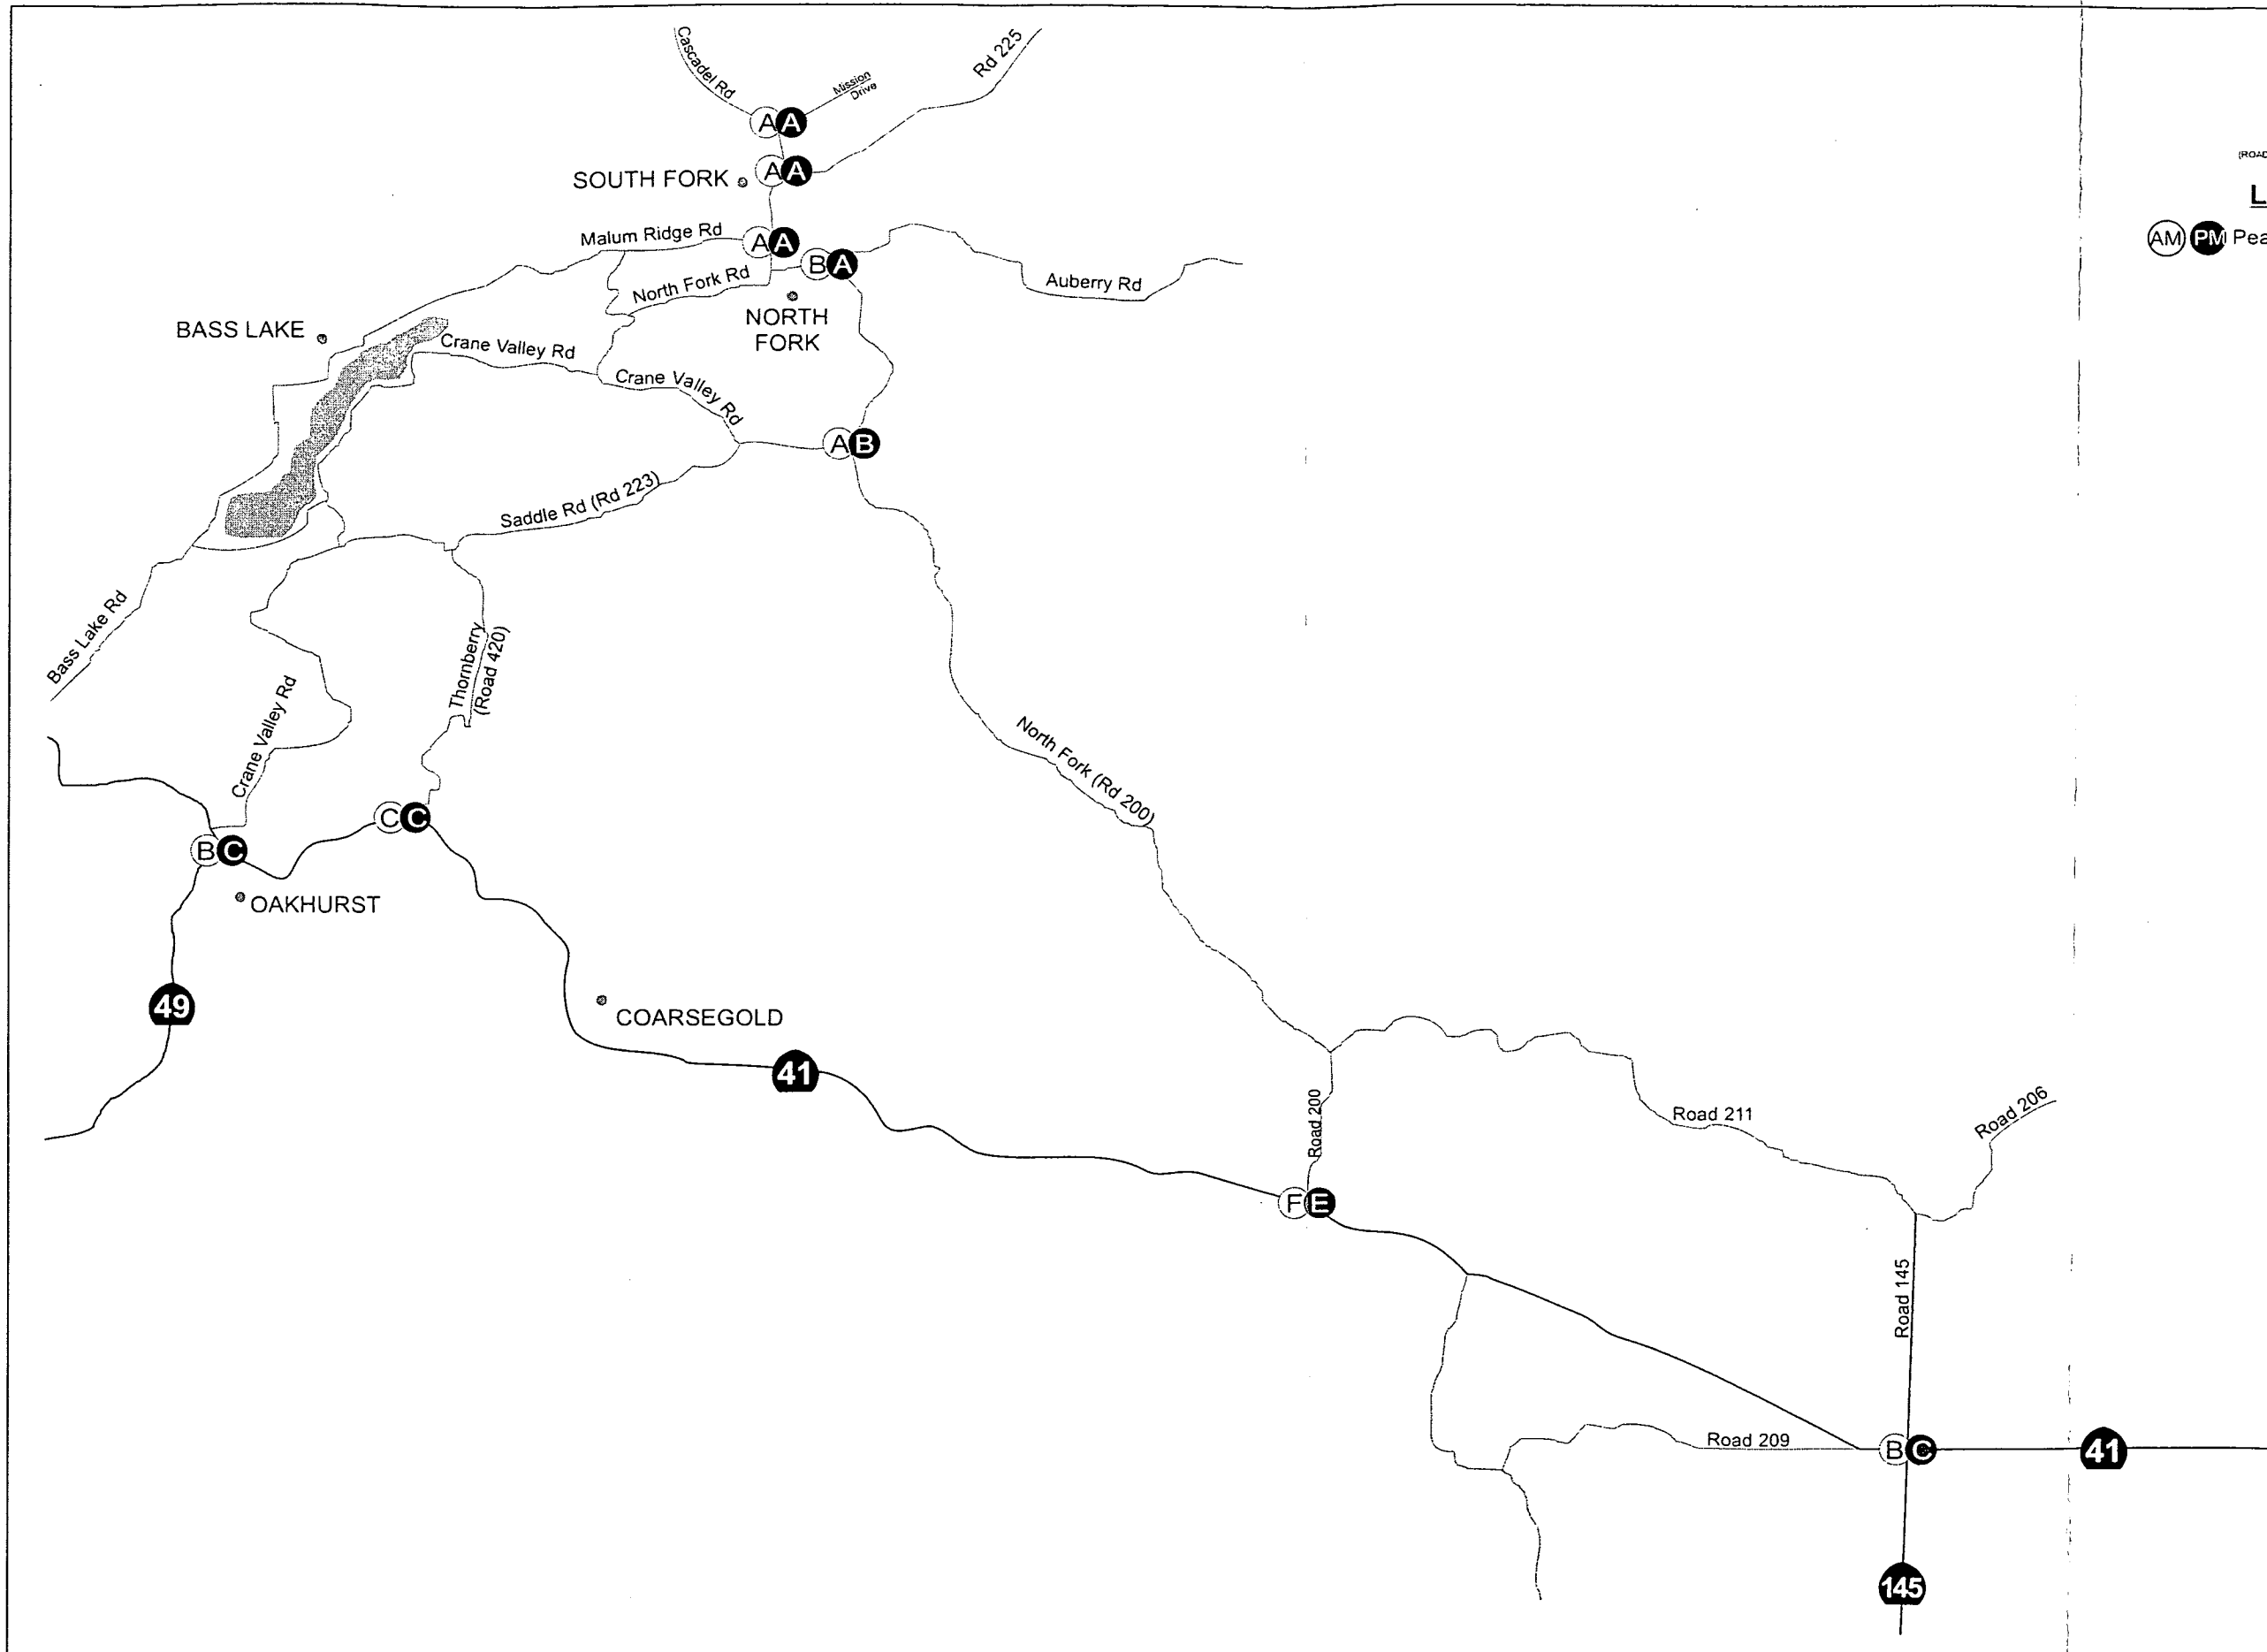 Cascadel Rd
Mission
Drive
Rd 225
A A
SOUTH FORK
A A
(ROAD
L
AM PM Pea
Malum Ridge Rd
A A
B A
North Fork Rd
Auberry Rd
NORTH
FORK
BASS LAKE
Crane Valley Rd
Crane Valley Rd
A B
Saddle Rd (Rd 223)
Bass Lake Rd
Thornberry
(Road 420)
Crane Valley Rd
North Fork (Rd 200)
C C
B C
OAKHURST
49
COARSEGOLD
41
Road 200
Road 211
Road 206
F E
Road 145
Road 209
B C
41
145